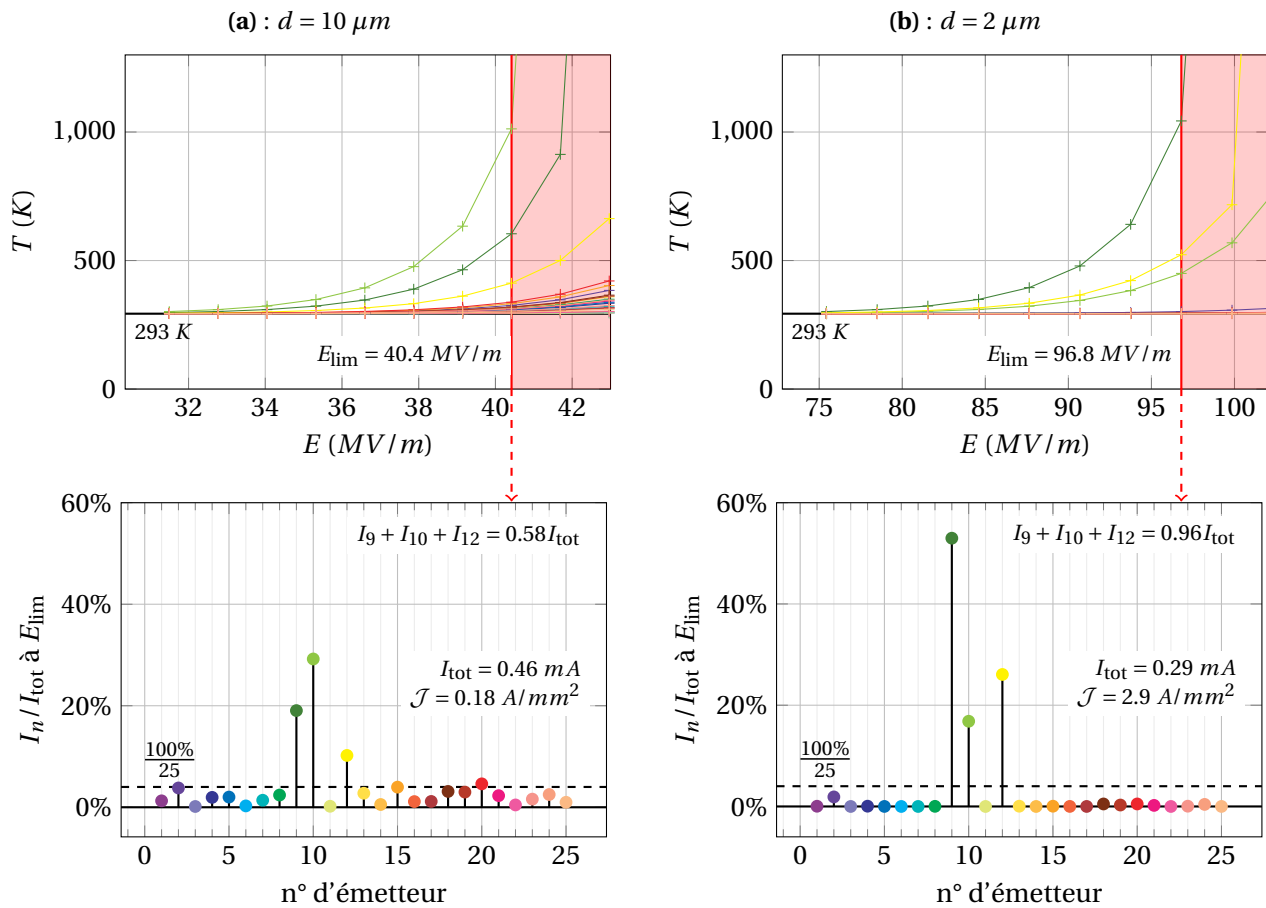 (a) : d = 10 μm
1,000
500
0
T (K)
293 K
E_lim = 40.4 MV/m
32 34 36 38 40 42
E (MV/m)
(b) : d = 2 μm
1,000
500
0
T (K)
293 K
E_lim = 96.8 MV/m
75 80 85 90 95 100
E (MV/m)
60%
40%
20%
0%
I_n/I_tot à E_lim
I_9 + I_10 + I_12 = 0.58I_tot
I_tot = 0.46 mA
𝒥 = 0.18 A/mm²
100%
25
0 5 10 15 20 25
n° d'émetteur
60%
40%
20%
0%
I_n/I_tot à E_lim
I_9 + I_10 + I_12 = 0.96I_tot
I_tot = 0.29 mA
𝒥 = 2.9 A/mm²
100%
25
0 5 10 15 20 25
n° d'émetteur